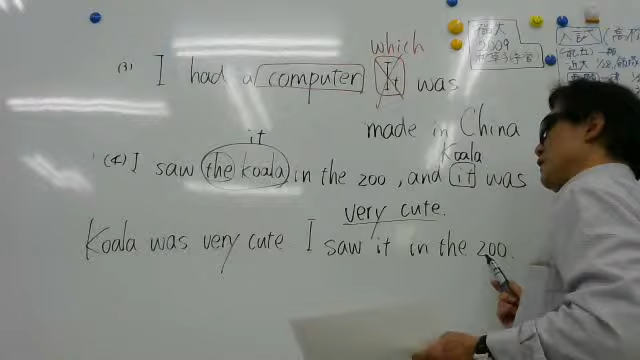 which
(3) I had a computer It was
made in China
it
Koala
(4) I saw the koala in the zoo, and it was
very cute.
Koala was very cute I saw it in the zoo.
2009